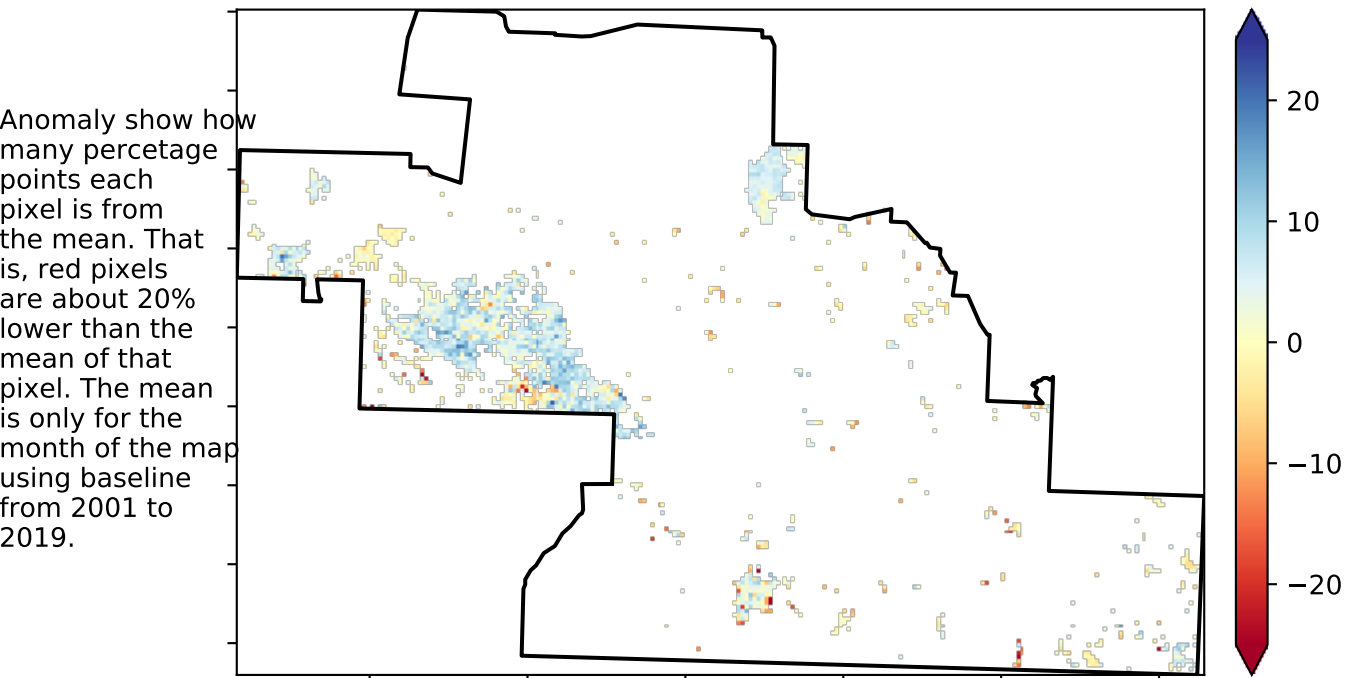 Anomaly show how
many percetage
points each
pixel is from
the mean. That
is, red pixels
are about 20%
lower than the
mean of that
pixel. The mean
is only for the
month of the map
using baseline
from 2001 to
2019.
20
10
0
−10
−20